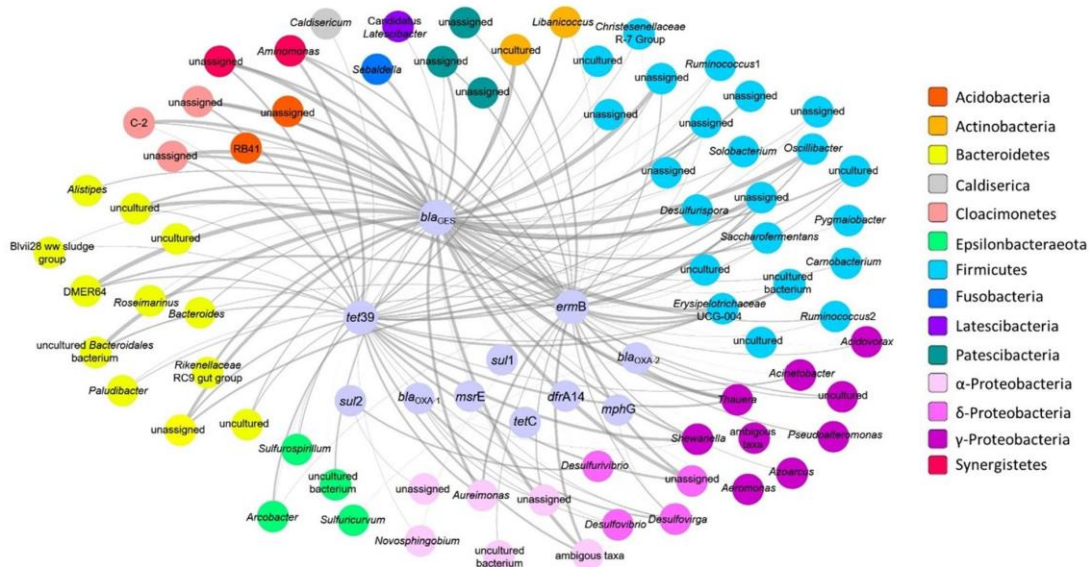 Caldisericum
Candidatus
Latescibacter
unassigned
Libanicoccus
Christensenellaceae
R-7 Group
unassigned
Aminomonas
Sebaldella
unassigned
uncultured
uncultured
unassigned
Ruminococcus1
unassigned
unassigned
unassigned
unassigned
unassigned
unassigned
unassigned
C-2
RB41
unassigned
Solobacterium
Oscillibacter
unassigned
uncultured
Alistipes
uncultured
blaGES
Desulfurispora
unassigned
Pygmaiobacter
Blvii28 ww sludge
group
uncultured
Saccharofermentans
DMER64
Roseimarinus
Bacteroides
uncultured
uncultured
bacterium
Carnobacterium
tet39
ermB
Erysipelotrichaceae
UCG-004
Ruminococcus2
uncultured Bacteroidales
bacterium
Rikenellaceae
RC9 gut group
Paludibacter
sul1
blaOXA-2
uncultured
Acidovorax
Acinetobacter
sul2
blaOXA-1
msrE
dfrA14
mphG
Thauera
uncultured
tetC
unassigned
uncultured
Shewanella
ambigous
taxa
Pseudoalteromonas
Sulfurospirillum
uncultured
bacterium
Desulfurivibrio
unassigned
Azoarcus
Aeromonas
unassigned
Aureimonas
unassigned
Arcobacter
Sulfuricurvum
Desulfovibrio
Desulfovirga
Novosphingobium
uncultured
bacterium
ambigous taxa
Acidobacteria
Actinobacteria
Bacteroidetes
Caldiserica
Cloacimonetes
Epsilonbacteraeota
Firmicutes
Fusobacteria
Latescibacteria
Patescibacteria
α-Proteobacteria
δ-Proteobacteria
γ-Proteobacteria
Synergistetes